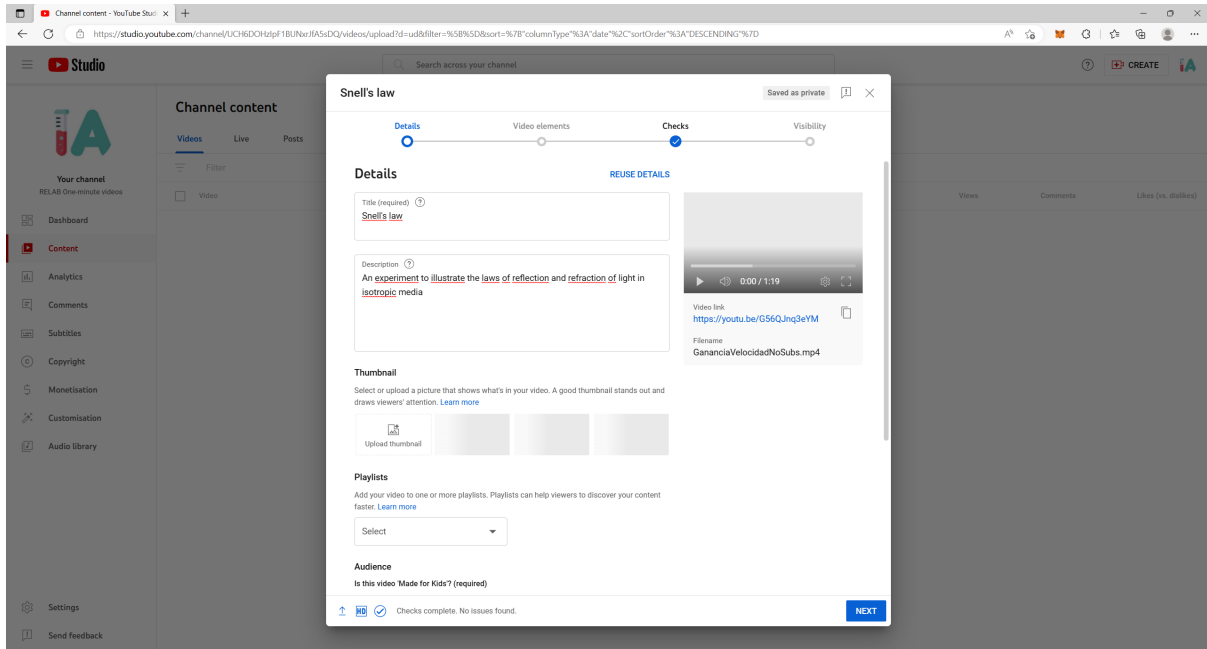 Content content - YouTube Stud
https://studio.youtube.com/channel/UCH6DOHzlpF1BUNxrJfA5sDQ/videos/upload?d=ud&filter=%5B%5D&sort=%7B"columnType"%3A"date"%2C"sortOrder"%3A"DESCENDING"%7D
Studio
Search across your channel
CREATE
Your channel
RELAB One-minute videos
Dashboard
Content
Analytics
Comments
Subtitles
Copyright
Monetisation
Customisation
Audio library
Settings
Send feedback
Channel content
Videos Live Posts
Filter
Video
Views Comments Likes (vs. dislikes)
Snell's law
Saved as private
Details Video elements Checks Visibility
Details
REUSE DETAILS
Title (required)
Snell's law
Description
An experiment to illustrate the laws of reflection and refraction of light in
isotropic media
0:00 / 1:19
Video link
https://youtu.be/G56QJnq3eYM
Filename
GananciaVelocidadNoSubs.mp4
Thumbnail
Select or upload a picture that shows what's in your video. A good thumbnail stands out and
draws viewers' attention. Learn more
Upload thumbnail
Playlists
Add your video to one or more playlists. Playlists can help viewers to discover your content
faster. Learn more
Select
Audience
Is this video 'Made for Kids'? (required)
HD
Checks complete. No issues found.
NEXT